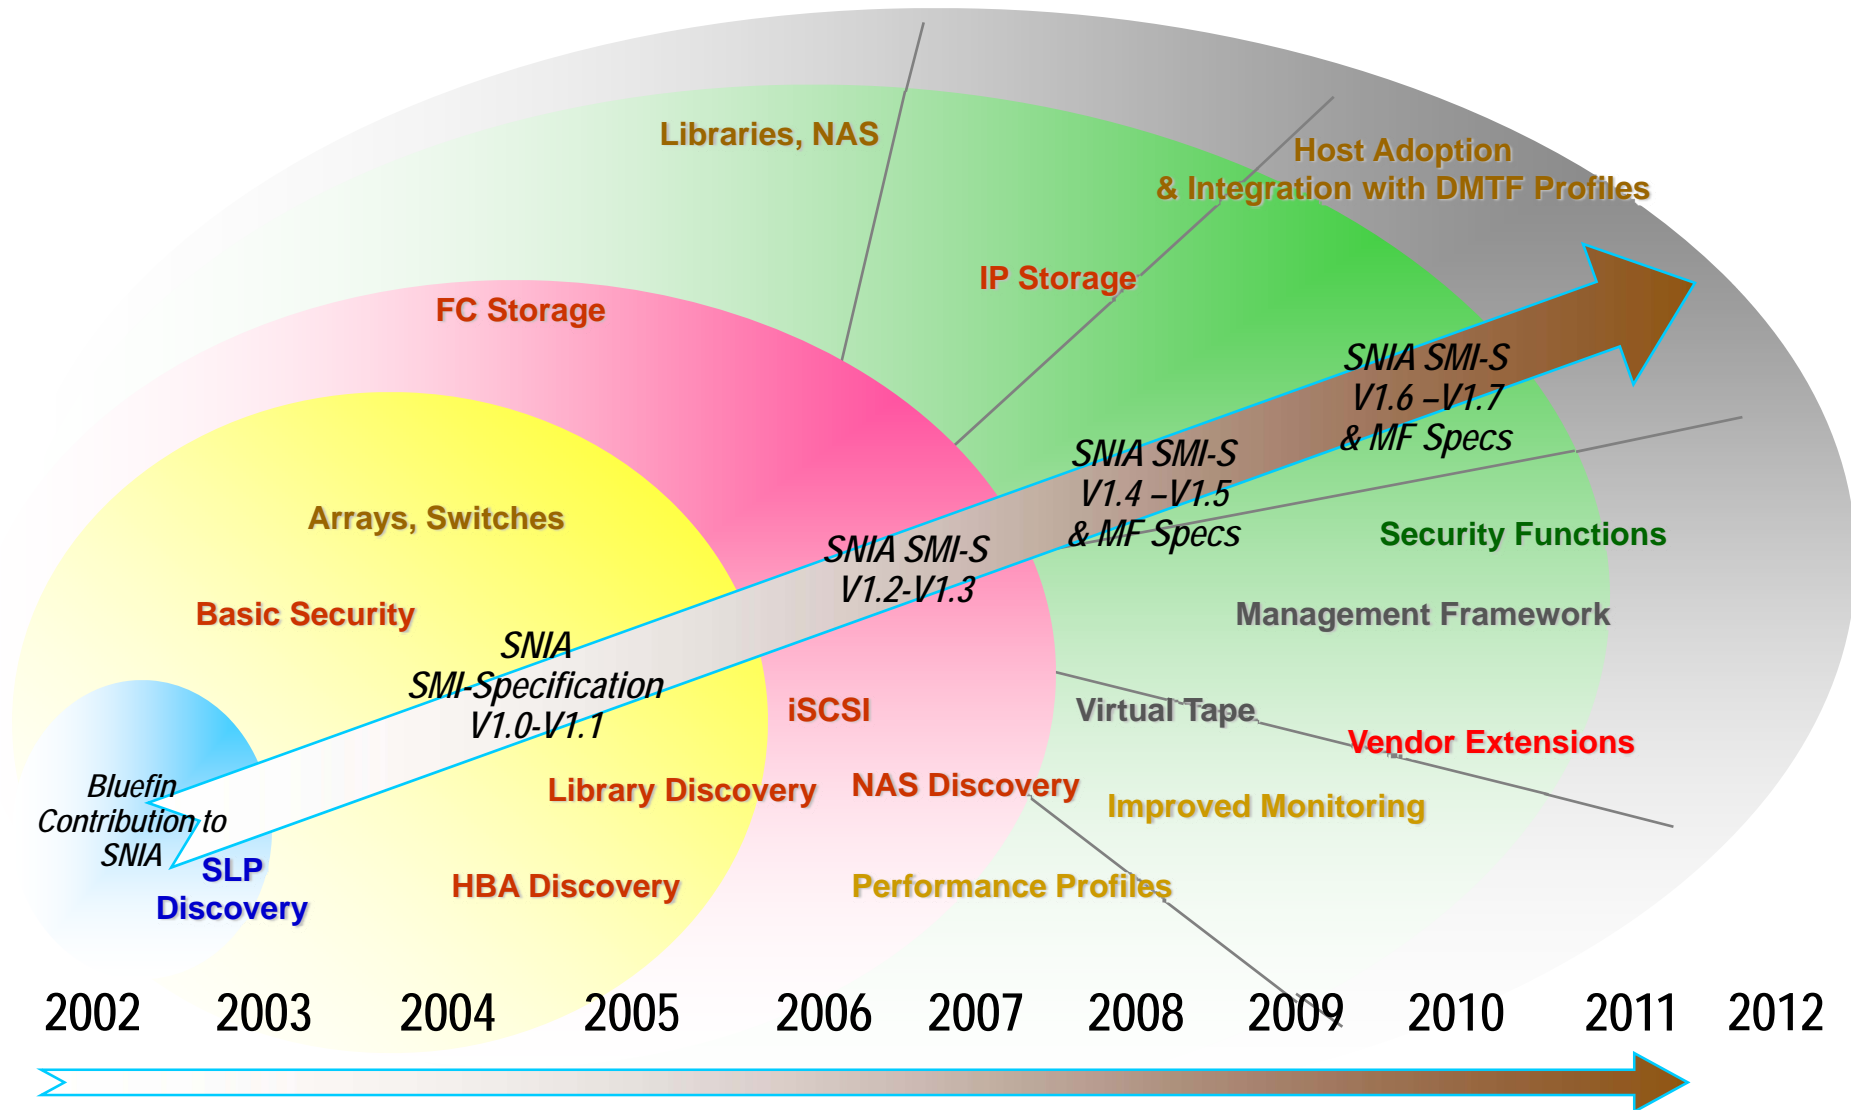 Libraries, NAS
Host Adoption
& Integration with DMTF Profiles
IP Storage
FC Storage
SNIA SMI-S
V1.6 –V1.7
& MF Specs
SNIA SMI-S
V1.4 –V1.5
& MF Specs
Arrays, Switches
Security Functions
SNIA SMI-S
V1.2-V1.3
Basic Security
Management Framework
SNIA
SMI-Specification
V1.0-V1.1
iSCSI
Virtual Tape
Vendor Extensions
Bluefin
Contribution to
SNIA
Library Discovery
NAS Discovery
Improved Monitoring
SLP
Discovery
HBA Discovery
Performance Profiles
2002 2003 2004 2005 2006 2007 2008 2009 2010 2011 2012